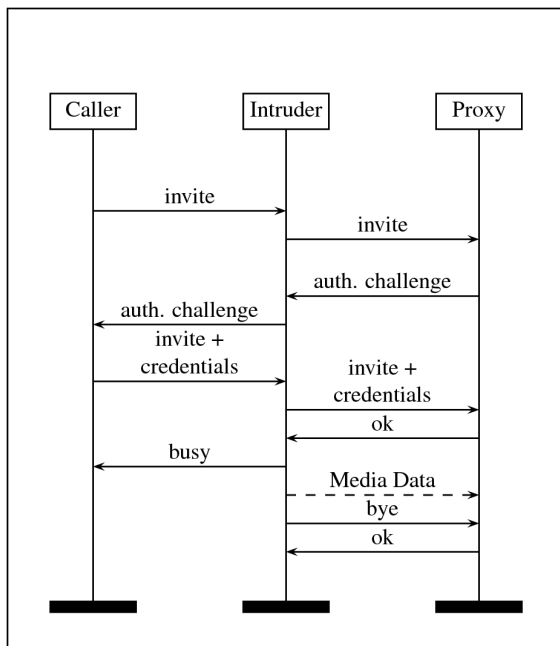 Caller Intruder Proxy
invite
invite
auth. challenge
auth. challenge
invite +
credentials
invite +
credentials
ok
busy
Media Data
bye
ok